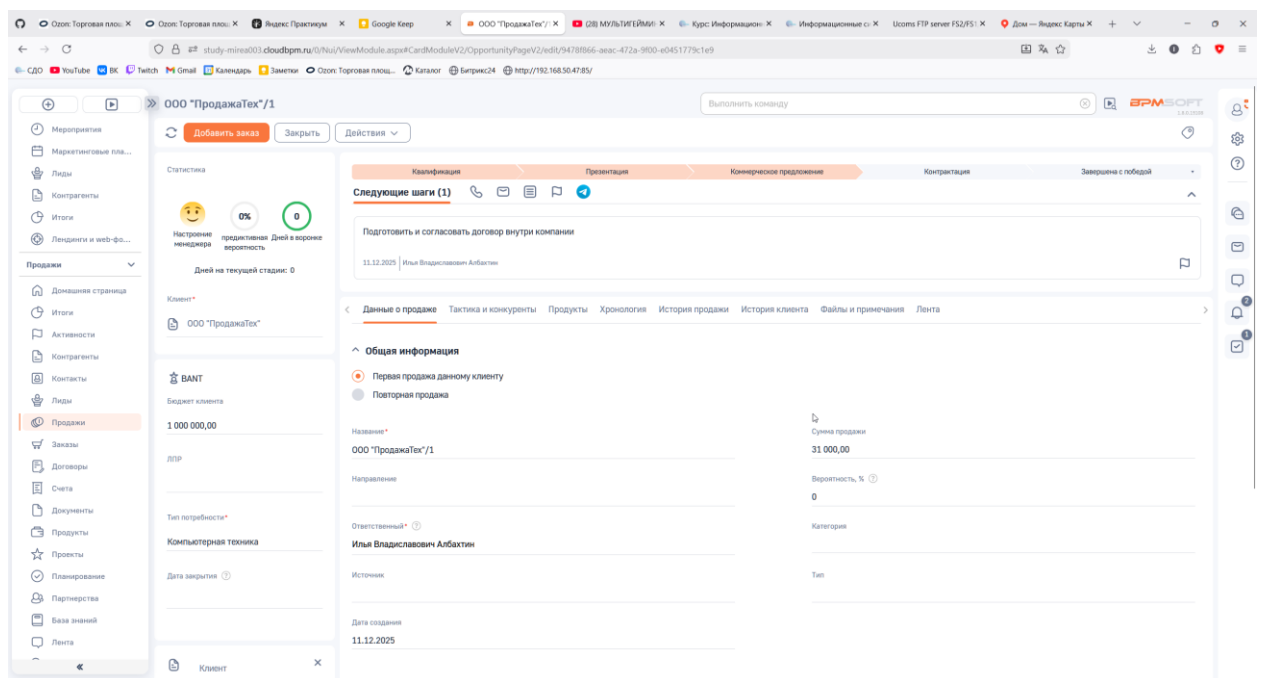 Ozon: Торговая площ
Ozon: Торговая площ
Яндекс Практикум
Google Keep
ООО "ПродажаТех"/
(28) МУЛЬТИГЕЙМИ
Курс: Информацион
Информационные си
Ucoms FTP server FS2/FS1
Дом — Яндекс Карты
study-mirea003.cloudbpm.ru/0/Nui/ViewModule.aspx#CardModuleV2/OpportunityPageV2/edit/9478f866-aeac-472a-9f00-e0451779c1e9
СДО YouTube ВК Twitch Gmail Календарь Заметки Ozon: Торговая площ... Каталог Битрикс24 http://192.168.50.47:85/
ООО "ПродажаТех"/1
Выполнить команду
BPMSOFT
Добавить заказ Закрыть Действия
Мероприятия
Маркетинговые пла...
Лиды
Контрагенты
Итоги
Лендинги и web-фо...
Продажи
Домашняя страница
Итоги
Активности
Контрагенты
Контакты
Лиды
Продажи
Заказы
Договоры
Счета
Документы
Продукты
Проекты
Планирование
Партнерства
База знаний
Лента
Статистика
0%
0
Настроение менеджера
предиктивная вероятность
Дней в воронке
Дней на текущей стадии: 0
Клиент*
ООО "ПродажаТех"
BANT
Бюджет клиента
1 000 000,00
ЛПР
Тип потребности*
Компьютерная техника
Дата закрытия
Клиент
Квалификация Презентация Коммерческое предложение Контрактация Завершена с победой
Следующие шаги (1)
Подготовить и согласовать договор внутри компании
11.12.2025 Илья Владиславович Албахтин
Данные о продаже Тактика и конкуренты Продукты Хронология История продажи История клиента Файлы и примечания Лента
Общая информация
Первая продажа данному клиенту
Повторная продажа
Название*
ООО "ПродажаТех"/1
Сумма продажи
31 000,00
Направление
Вероятность, %
0
Ответственный*
Илья Владиславович Албахтин
Категория
Источник
Тип
Дата создания
11.12.2025
2
1